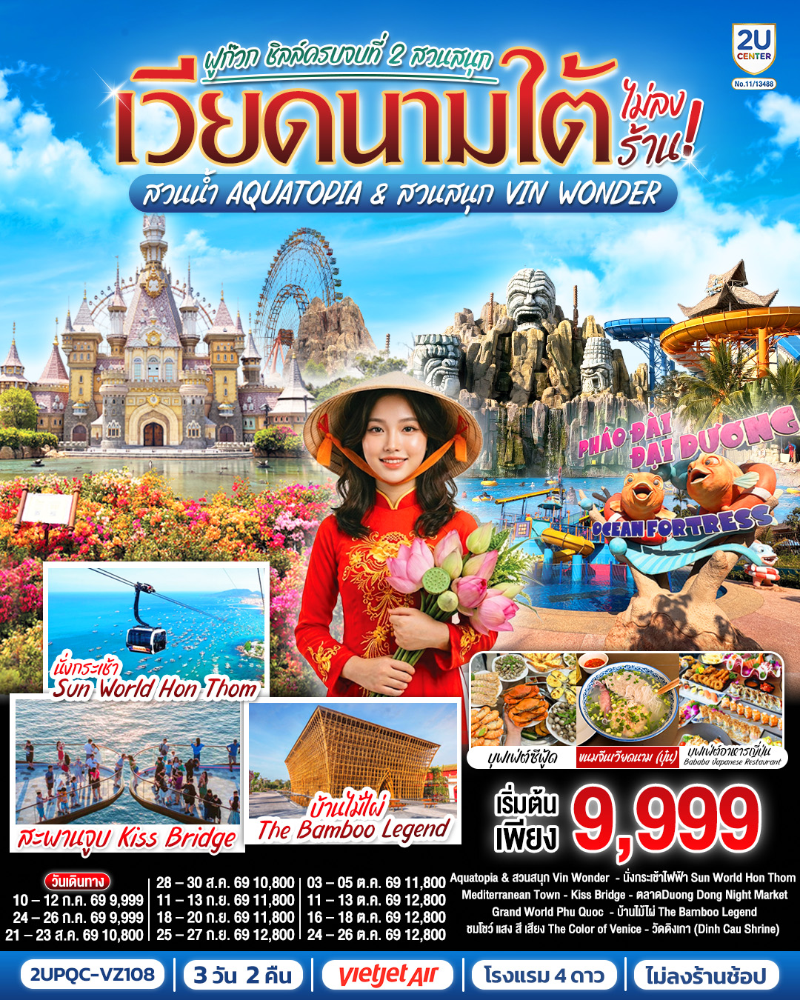 2U
CENTER
No.11/13488
ฟูก๊วก ชิลล์ครบจบที่ 2 สวนสนุก
เวียดนามใต้
ไม่ลง
ร้าน!
สวนน้ำ AQUATOPIA & สวนสนุก VIN WONDER
PHÁO ĐÀI
ĐẠI DƯƠNG
OCEAN FORTRESS
นั่งกระเช้า
Sun World Hon Thom
สะพานจูบ Kiss Bridge
บ้านไม้ไผ่
The Bamboo Legend
บุฟเฟ่ต์ซีฟู้ด
ขนมจีนเวียดนาม (บุ๋น)
บุฟเฟ่ต์อาหารญี่ปุ่น
Bababa Japanese Restaurant
เริ่มต้น
เพียง
9,999
วันเดินทาง
10 – 12 ก.ค. 69 9,999
24 – 26 ก.ค. 69 9,999
21 – 23 ส.ค. 69 10,800
28 – 30 ส.ค. 69 10,800
11 – 13 ก.ย. 69 11,800
18 – 20 ก.ย. 69 11,800
25 – 27 ก.ย. 69 12,800
03 – 05 ต.ค. 69 11,800
11 – 13 ต.ค. 69 12,800
16 – 18 ต.ค. 69 12,800
24 – 26 ต.ค. 69 12,800
Aquatopia & สวนสนุก Vin Wonder - นั่งกระเช้าไฟฟ้า Sun World Hon Thom
Mediterranean Town - Kiss Bridge - ตลาดDuong Dong Night Market
Grand World Phu Quoc - บ้านไม้ไผ่ The Bamboo Legend
ชมโชว์ แสง สี เสียง The Color of Venice - วัดดิงเกา (Dinh Cau Shrine)
2UPQC-VZ108
3 วัน 2 คืน
vietjet Air
โรงแรม 4 ดาว
ไม่ลงร้านช้อป